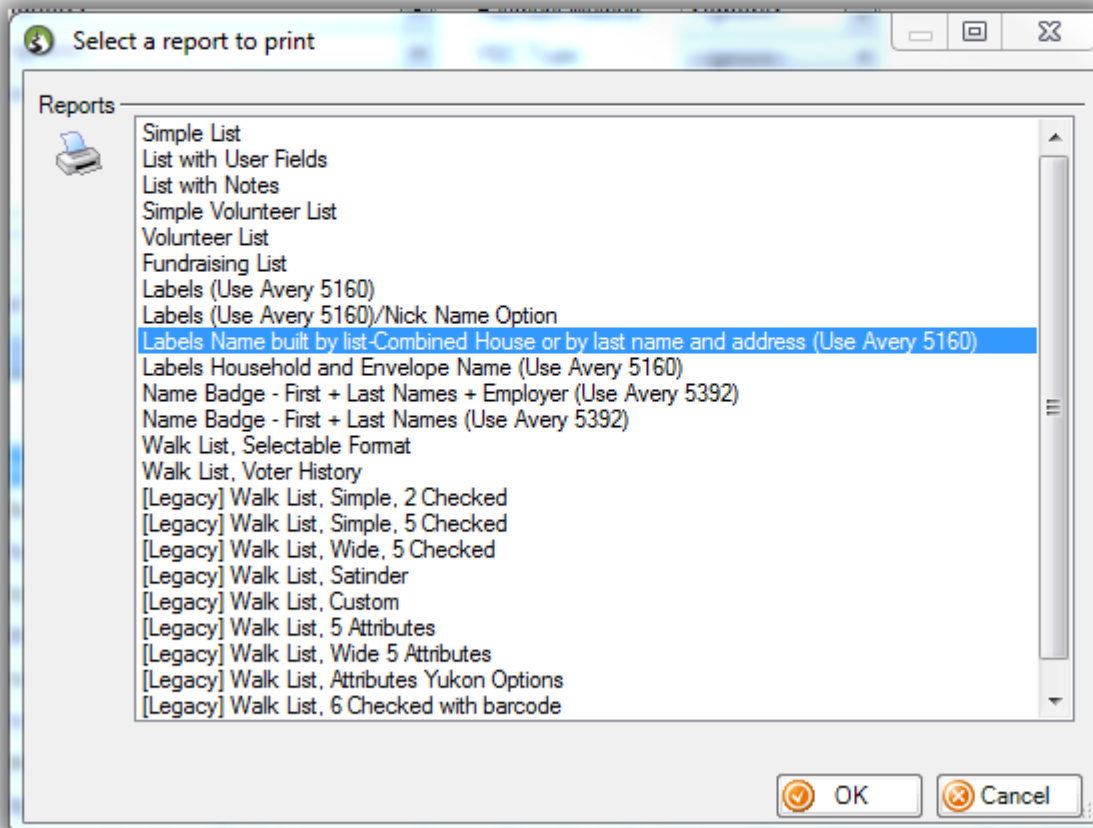 Select a report to print
Reports
Simple List
List with User Fields
List with Notes
Simple Volunteer List
Volunteer List
Fundraising List
Labels (Use Avery 5160)
Labels (Use Avery 5160)/Nick Name Option
Labels Name built by list-Combined House or by last name and address (Use Avery 5160)
Labels Household and Envelope Name (Use Avery 5160)
Name Badge - First + Last Names + Employer (Use Avery 5392)
Name Badge - First + Last Names (Use Avery 5392)
Walk List, Selectable Format
Walk List, Voter History
[Legacy] Walk List, Simple, 2 Checked
[Legacy] Walk List, Simple, 5 Checked
[Legacy] Walk List, Wide, 5 Checked
[Legacy] Walk List, Satinder
[Legacy] Walk List, Custom
[Legacy] Walk List, 5 Attributes
[Legacy] Walk List, Wide 5 Attributes
[Legacy] Walk List, Attributes Yukon Options
[Legacy] Walk List, 6 Checked with barcode
OK
Cancel